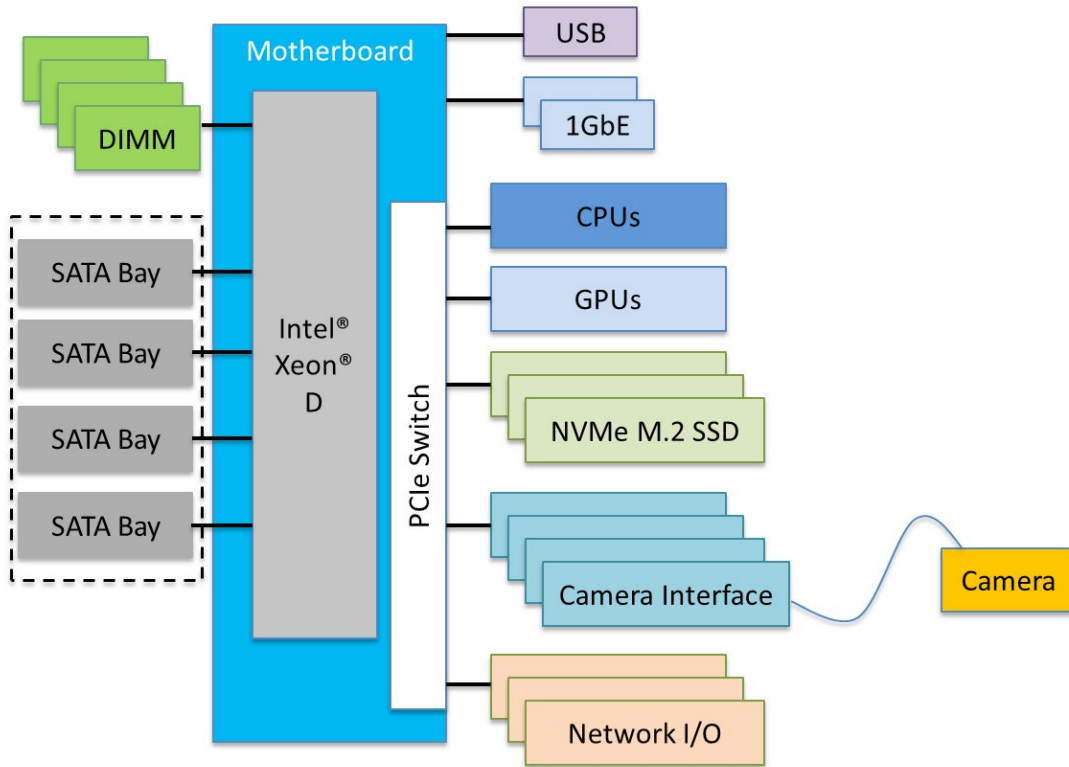 Motherboard
USB
1GbE
DIMM
CPUs
GPUs
SATA Bay
SATA Bay
SATA Bay
SATA Bay
Intel®
Xeon®
D
PCIe Switch
NVMe M.2 SSD
Camera Interface
Camera
Network I/O